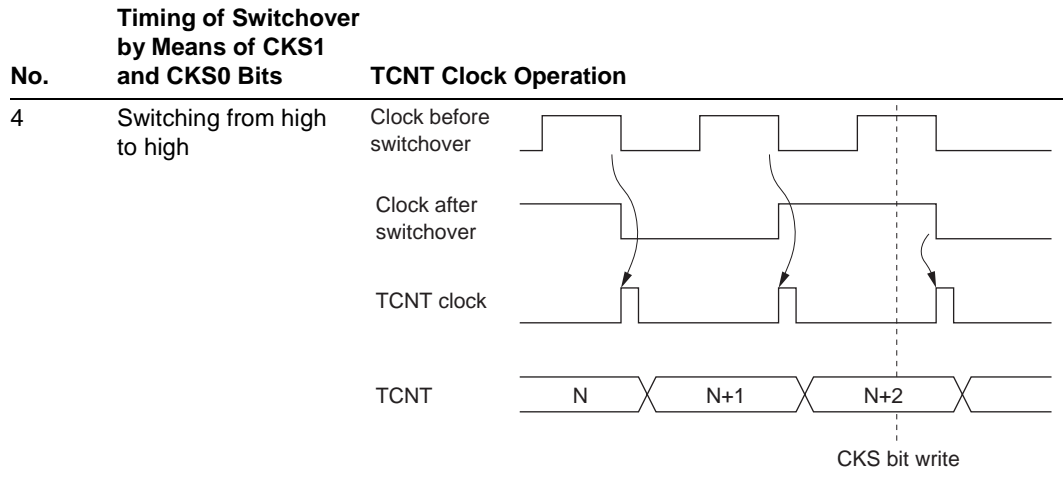 Timing of Switchover
by Means of CKS1
No. and CKS0 Bits TCNT Clock Operation
4 Switching from high to high
Clock before
switchover
Clock after
switchover
TCNT clock
TCNT N N+1 N+2
CKS bit write